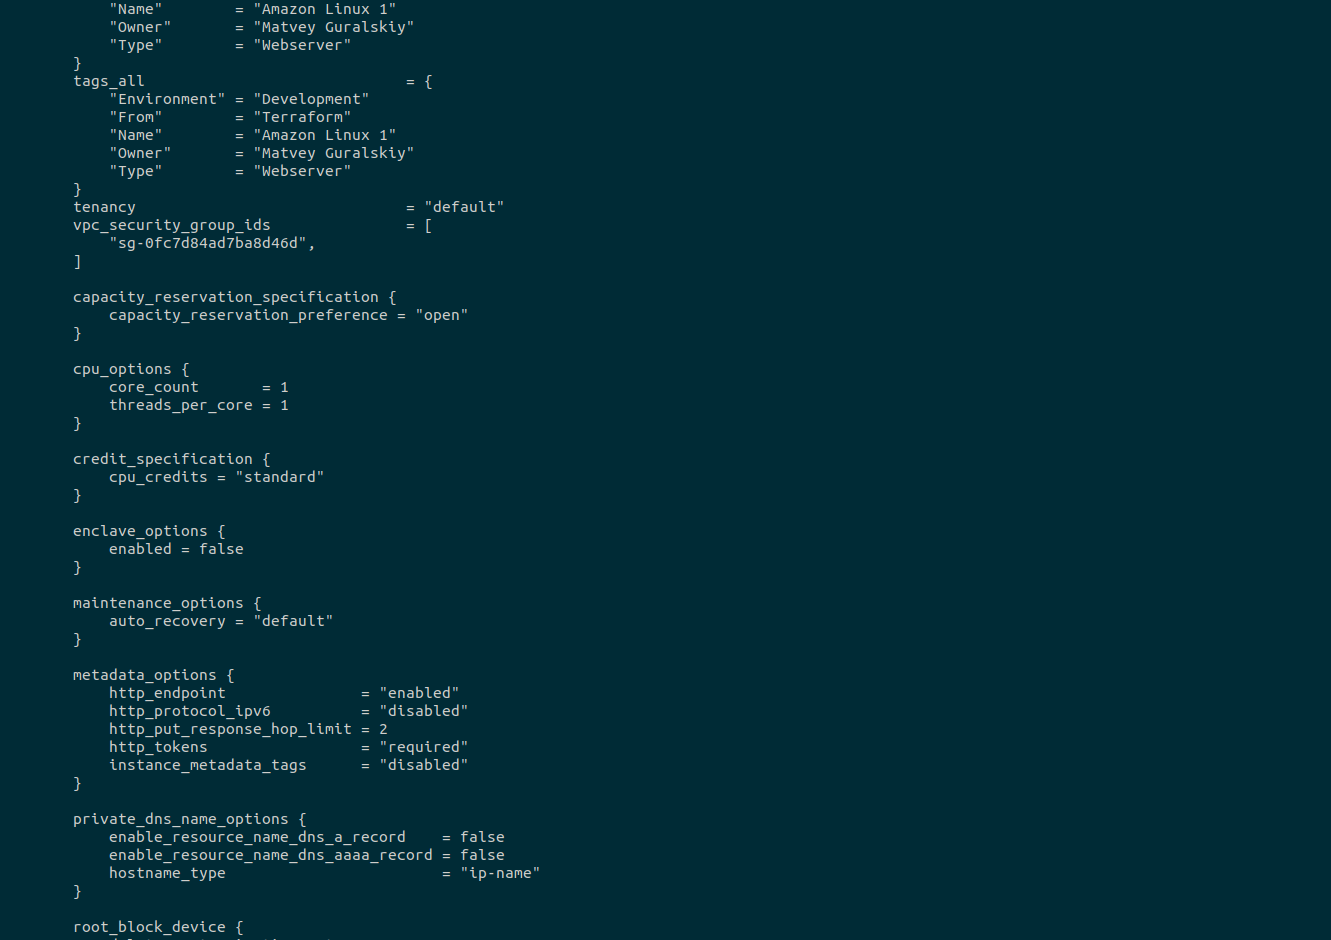 "Name"        = "Amazon Linux 1"
"Owner"       = "Matvey Guralskiy"
"Type"        = "Webserver"
}
tags_all                             = {
"Environment" = "Development"
"From"        = "Terraform"
"Name"        = "Amazon Linux 1"
"Owner"       = "Matvey Guralskiy"
"Type"        = "Webserver"
}
tenancy                              = "default"
vpc_security_group_ids               = [
"sg-0fc7d84ad7ba8d46d",
]
capacity_reservation_specification {
capacity_reservation_preference = "open"
}
cpu_options {
core_count       = 1
threads_per_core = 1
}
credit_specification {
cpu_credits = "standard"
}
enclave_options {
enabled = false
}
maintenance_options {
auto_recovery = "default"
}
metadata_options {
http_endpoint               = "enabled"
http_protocol_ipv6          = "disabled"
http_put_response_hop_limit = 2
http_tokens                 = "required"
instance_metadata_tags      = "disabled"
}
private_dns_name_options {
enable_resource_name_dns_a_record    = false
enable_resource_name_dns_aaaa_record = false
hostname_type                        = "ip-name"
}
root_block_device {